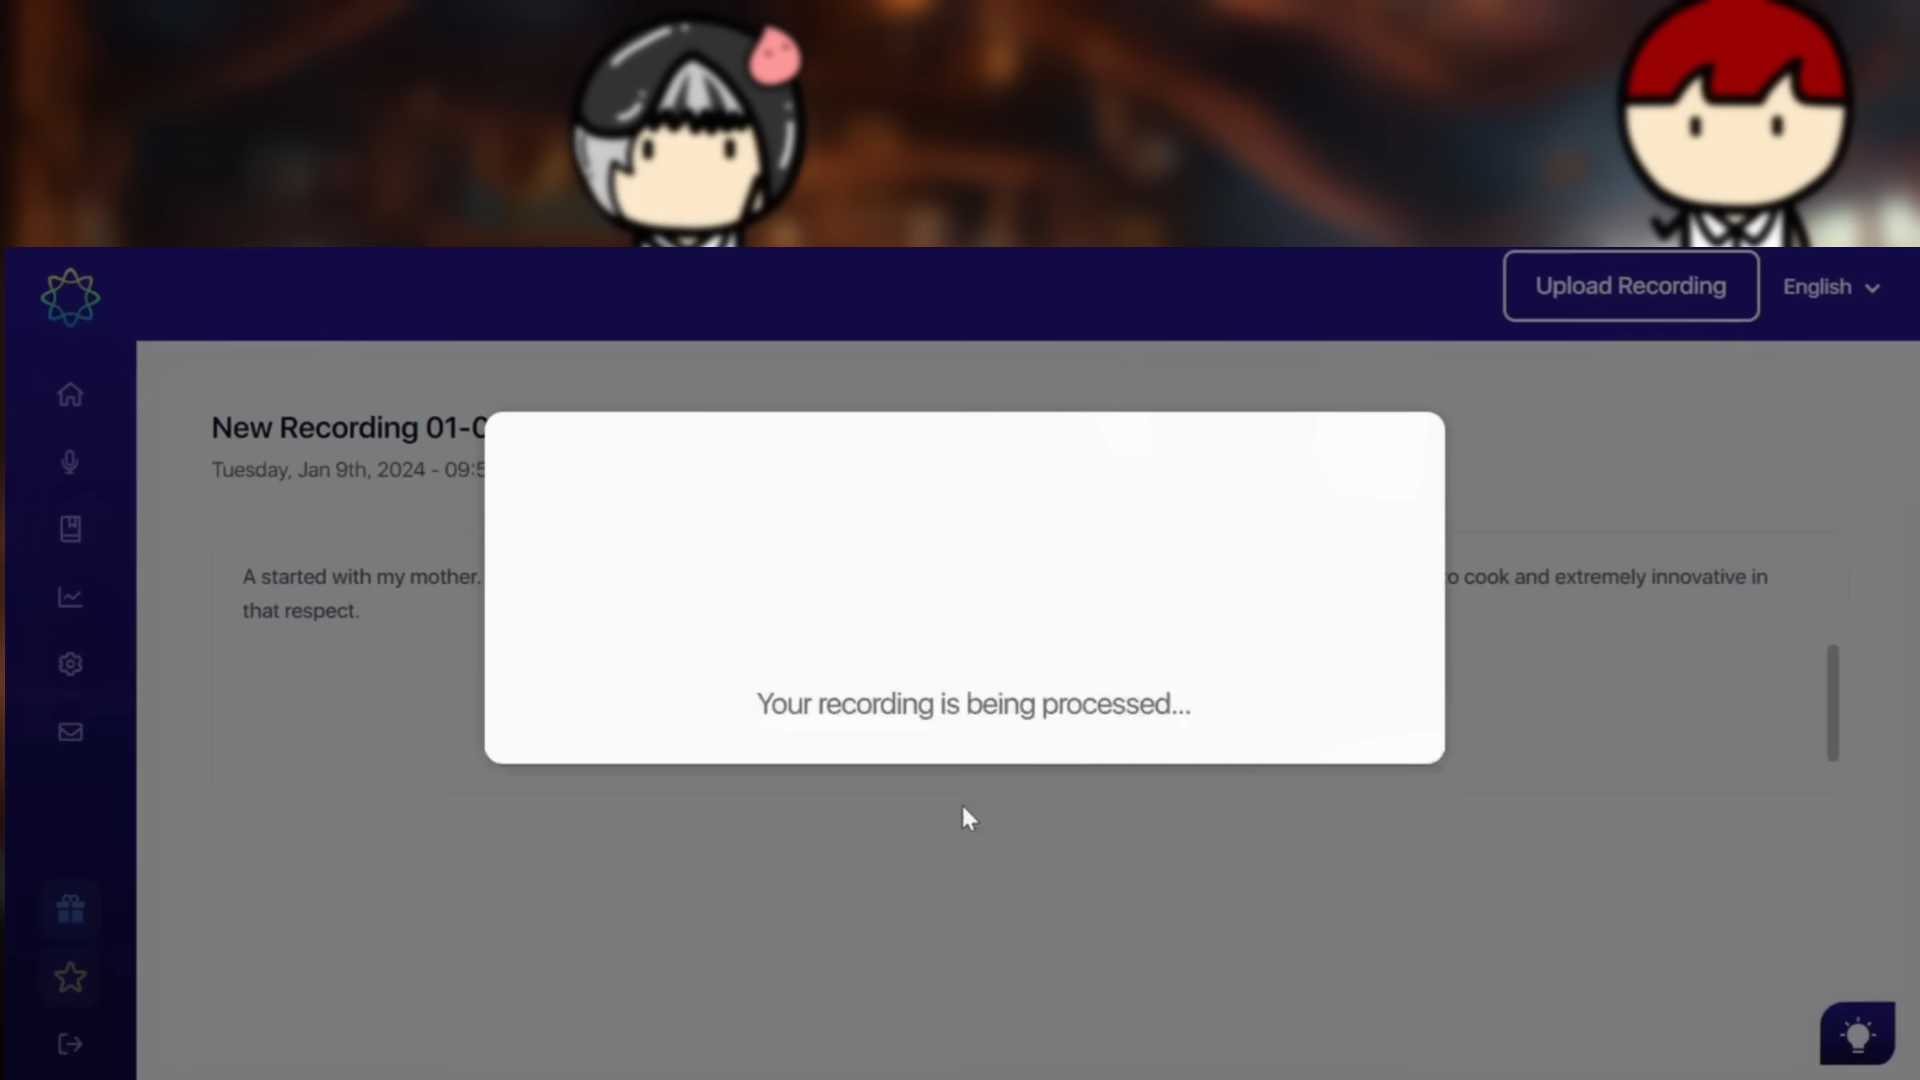 Upload Recording
English
New Recording 01-0
Tuesday, Jan 9th, 2024 - 09:5
A started with my mother. o cook and extremely innovative in
that respect.
Your recording is being processed...